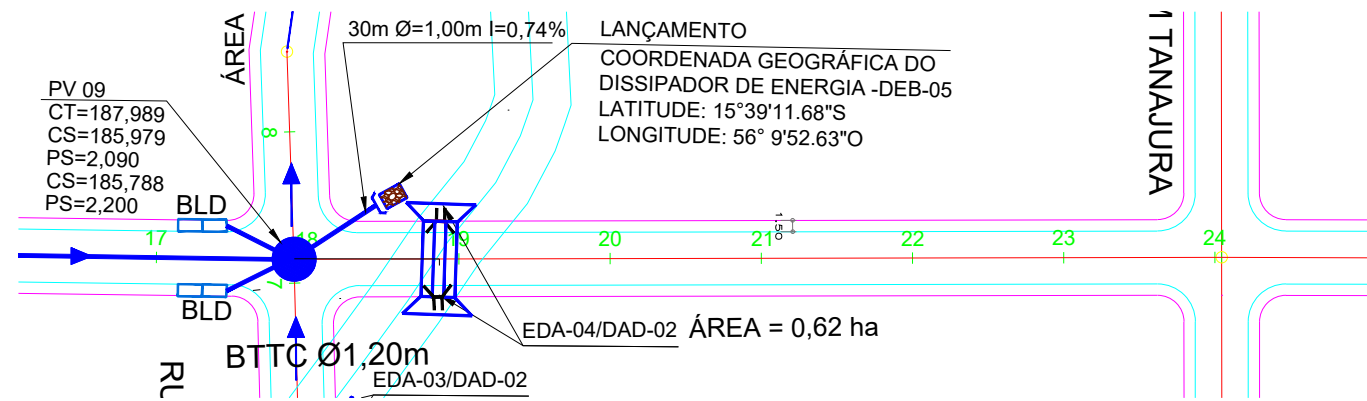 ÁREA
30m Ø=1,00m I=0,74%
LANÇAMENTO
COORDENADA GEOGRÁFICA DO
DISSIPADOR DE ENERGIA -DEB-05
LATITUDE: 15°39'11.68"S
LONGITUDE: 56° 9'52.63"O
TANAJURA
PV 09
CT=187,989
CS=185,979
PS=2,090
CS=185,788
PS=2,200
8
BLD
1,50
17
18
19
20
21
22
23
24
7
BLD
EDA-04/DAD-02
ÁREA = 0,62 ha
BTTC Ø1,20m
EDA-03/DAD-02
RU